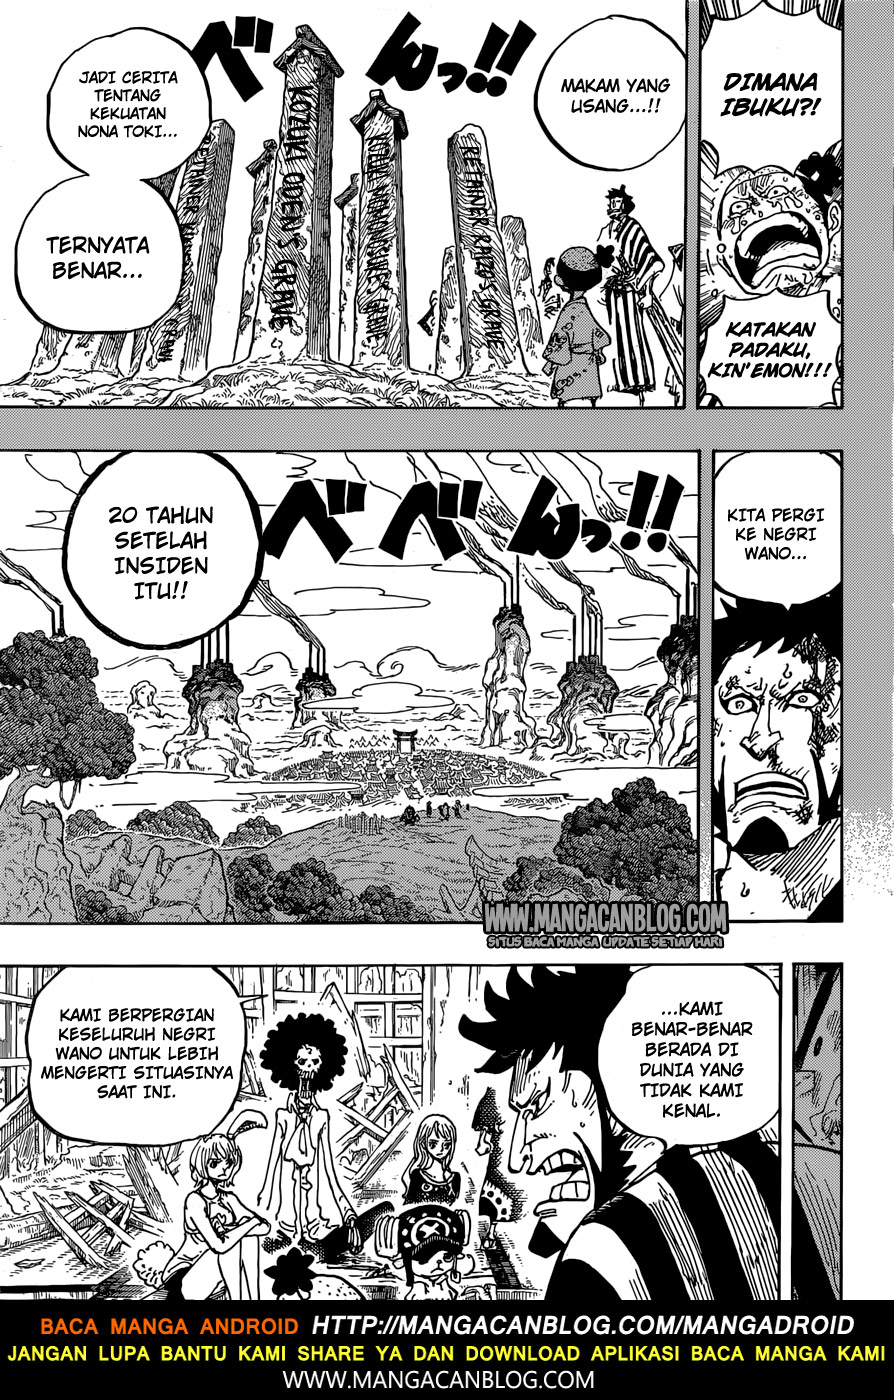 DIMANA
IBUKU?!
KATAKAN
PADAKU,
KIN'EMON!!!
べんっ!!
MAKAM YANG
USANG...!!
JADI CERITA
TENTANG
KEKUATAN
NONA TOKI...
TERNYATA
BENAR...
RETAINER RAIZO'S GRAVE
KOZUKI ODEN'S GRAVE
GRAVE
KITA PERGI
KE NEGRI
WANO...
べべんっ!!
20 TAHUN
SETELAH
INSIDEN
ITU!!
WWW.MANGACANBLOG.COM
SITUS BACA MANGA UPDATE SETIAP HARI
...KAMI
BENAR-BENAR
BERADA DI
DUNIA YANG
TIDAK KAMI
KENAL.
KAMI BERPERGIAN
KESELURUH NEGRI
WANO UNTUK LEBIH
MENGERTI SITUASINYA
SAAT INI.
BACA MANGA ANDROID HTTP://MANGACANBLOG.COM/MANGADROID
JANGAN LUPA BANTU KAMI SHARE YA DAN DOWNLOAD APLIKASI BACA MANGA KAMI
WWW.MANGACANBLOG.COM